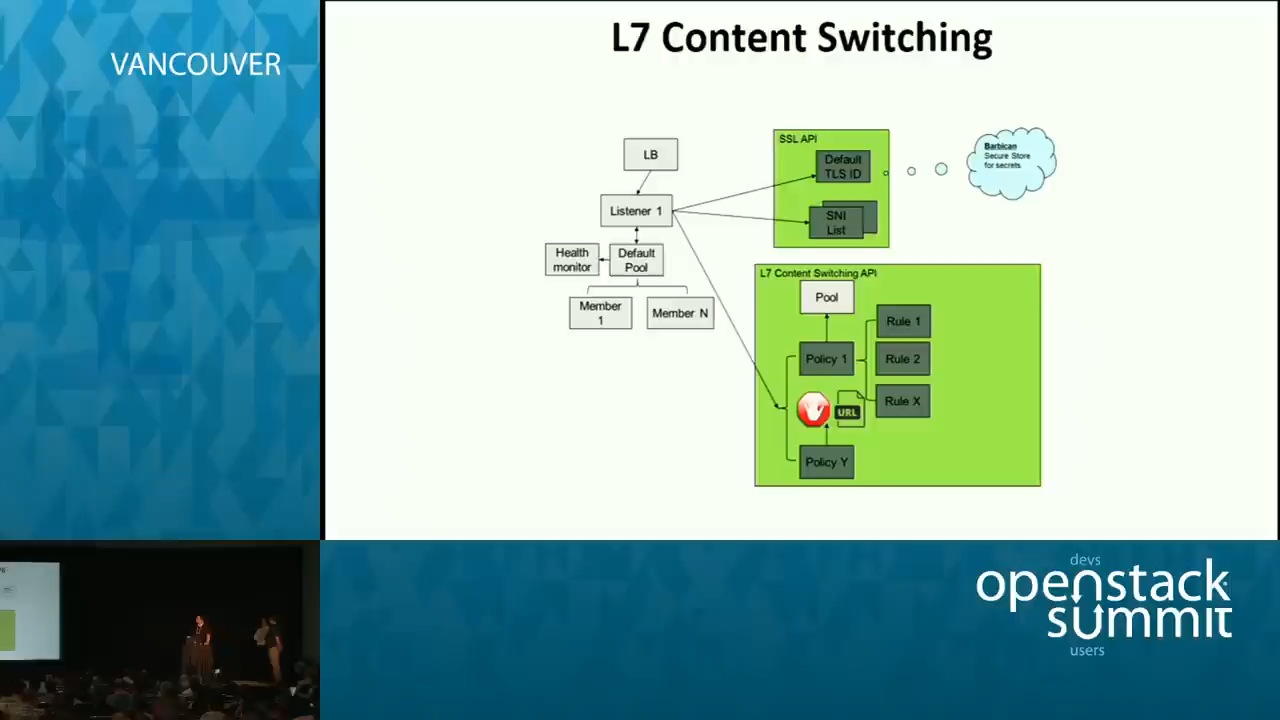 VANCOUVER
L7 Content Switching
LB
Listener 1
Health
monitor
Default
Pool
Member
1
Member N
SSL API
Default
TLS ID
SNI
List
Barbican
Secure Store
for secrets
L7 Content Switching API
Pool
Policy 1
Rule 1
Rule 2
Rule X
URL
Policy Y
devs
openstack
summit
users